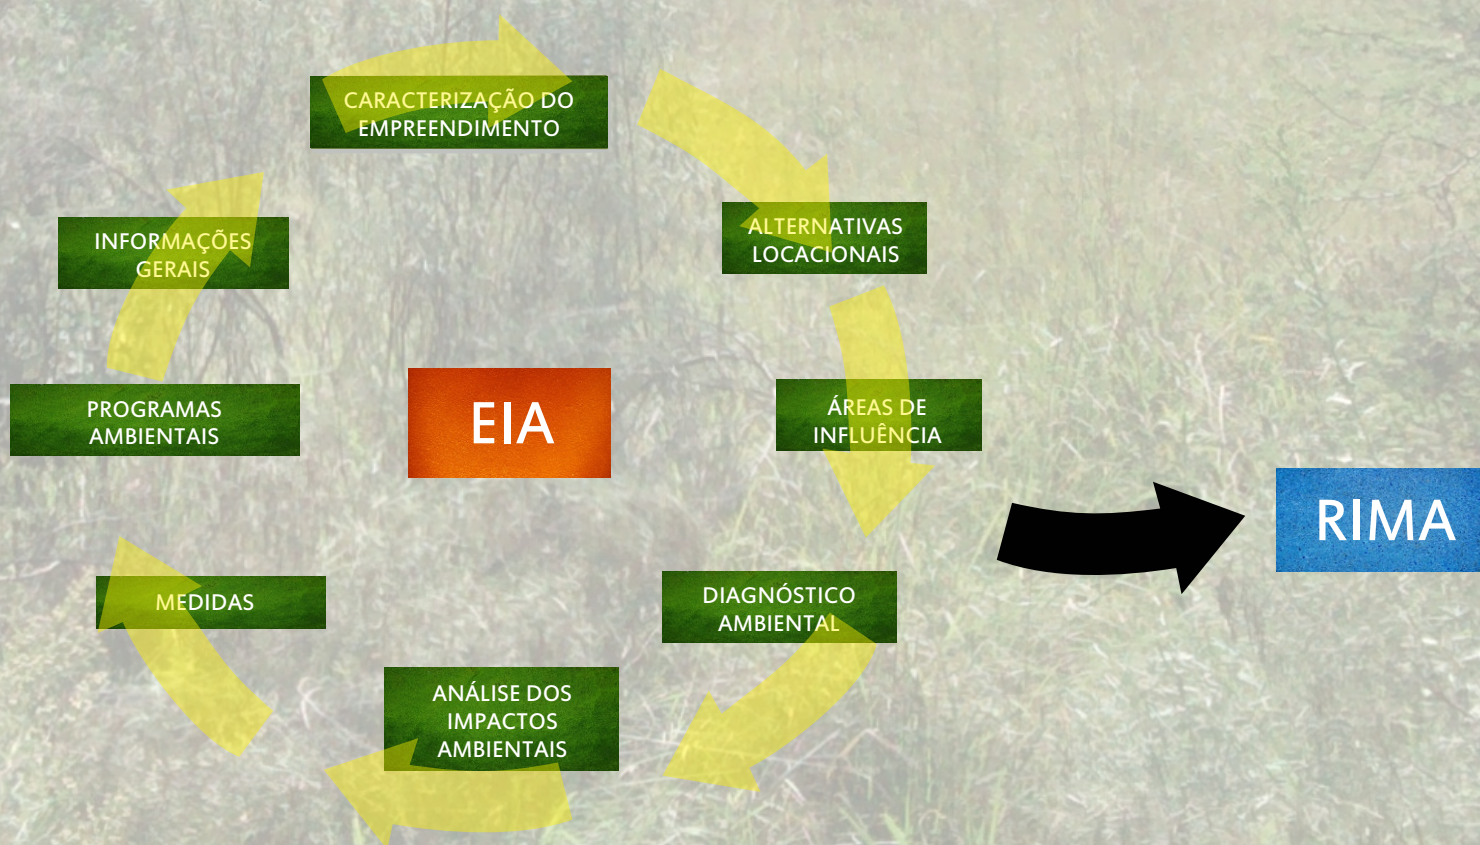 CARACTERIZAÇÃO DO
EMPREENDIMENTO
INFORMAÇÕES
GERAIS
ALTERNATIVAS
LOCACIONAIS
PROGRAMAS
AMBIENTAIS
EIA
ÁREAS DE
INFLUÊNCIA
RIMA
MEDIDAS
DIAGNÓSTICO
AMBIENTAL
ANÁLISE DOS
IMPACTOS
AMBIENTAIS